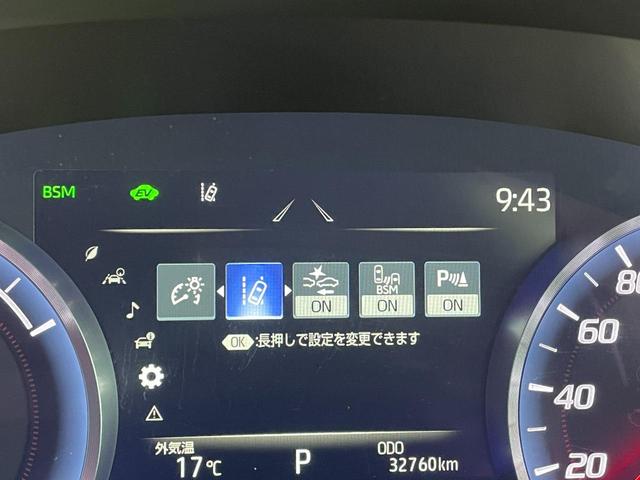 BSM EV 9:43
ON BSM ON P ON
OK :長押しで設定を変更できます
外気温 ODO
17℃ P 32760km
80
60
40
20